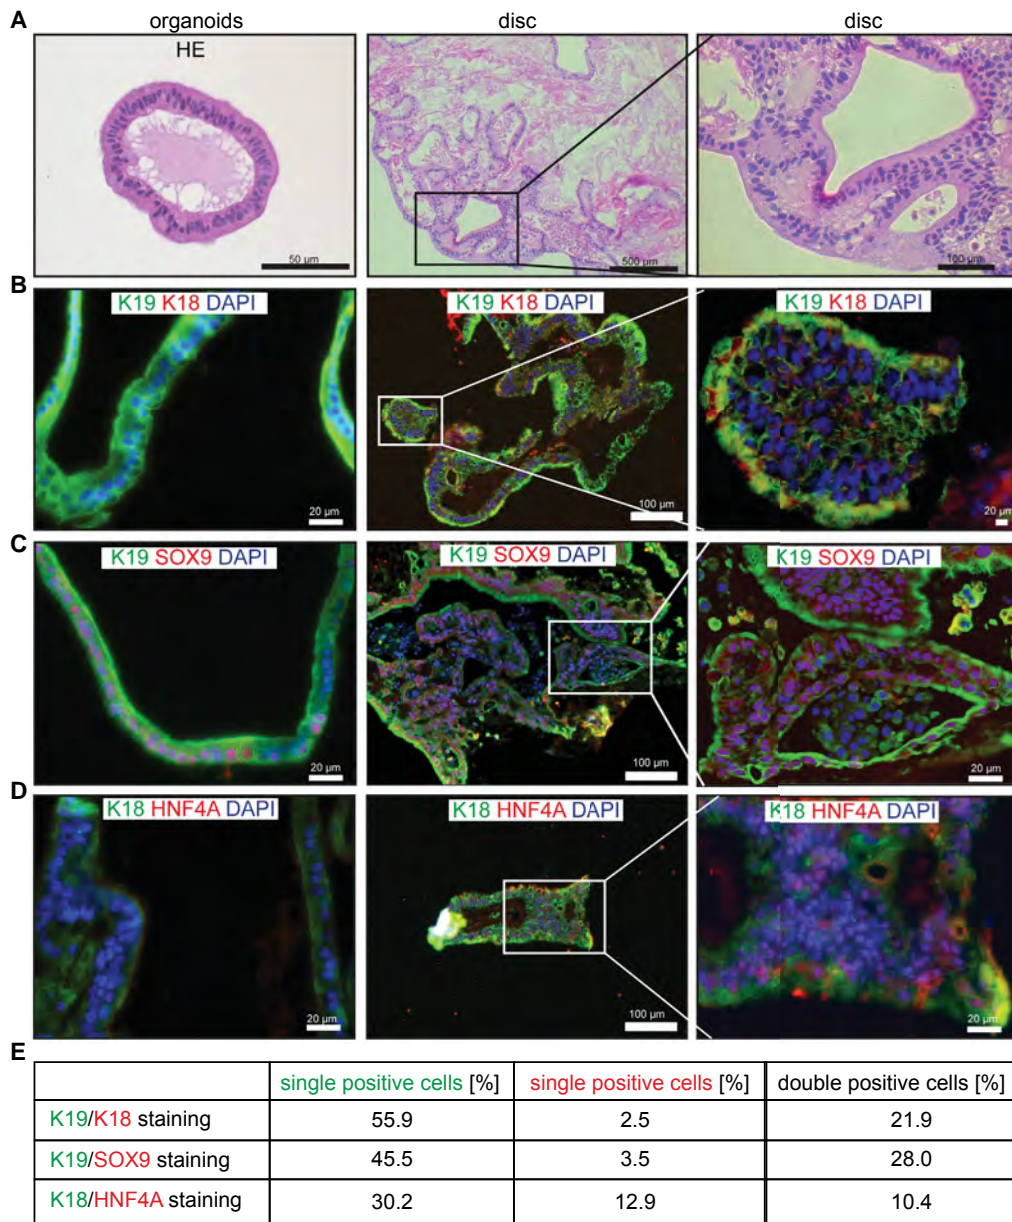 A organoids disc disc
HE
50 µm 500 µm 100 µm
B K19 K18 DAPI K19 K18 DAPI K19 K18 DAPI
20 µm 100 µm 20 µm
C K19 SOX9 DAPI K19 SOX9 DAPI K19 SOX9 DAPI
20 µm 100 µm 20 µm
D K18 HNF4A DAPI K18 HNF4A DAPI K18 HNF4A DAPI
20 µm 100 µm 20 µm
E
single positive cells [%] single positive cells [%] double positive cells [%]
K19/K18 staining 55.9 2.5 21.9
K19/SOX9 staining 45.5 3.5 28.0
K18/HNF4A staining 30.2 12.9 10.4